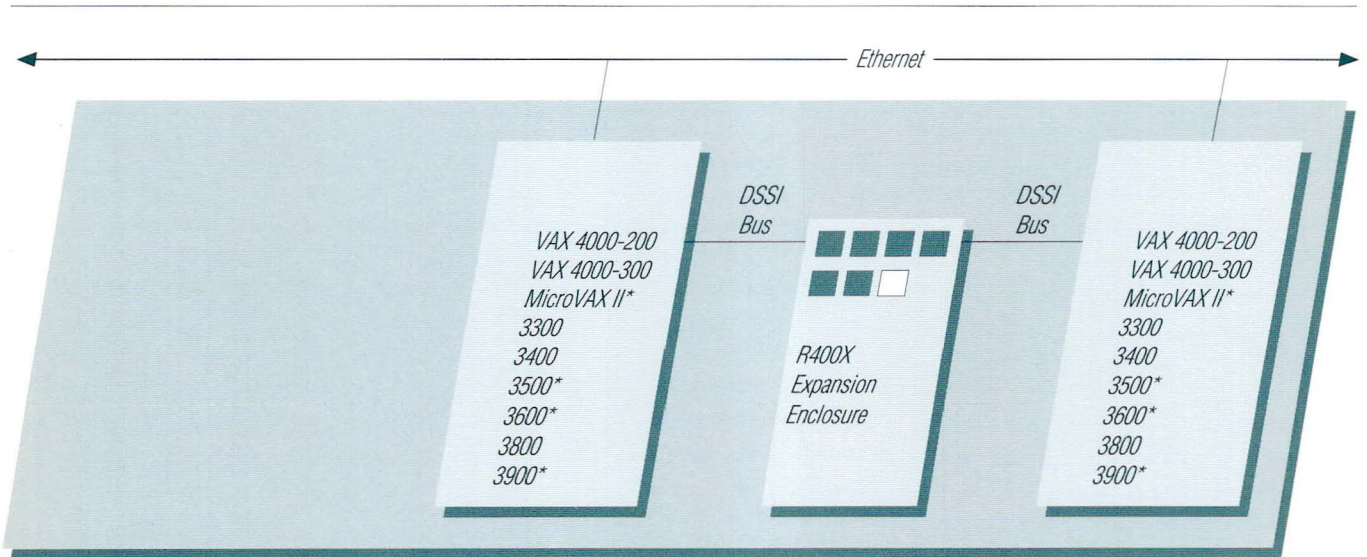 Ethernet
VAX 4000-200
VAX 4000-300
MicroVAX II*
3300
3400
3500*
3600*
3800
3900*
DSSI
Bus
R400X
Expansion
Enclosure
DSSI
Bus
VAX 4000-200
VAX 4000-300
MicroVAX II*
3300
3400
3500*
3600*
3800
3900*